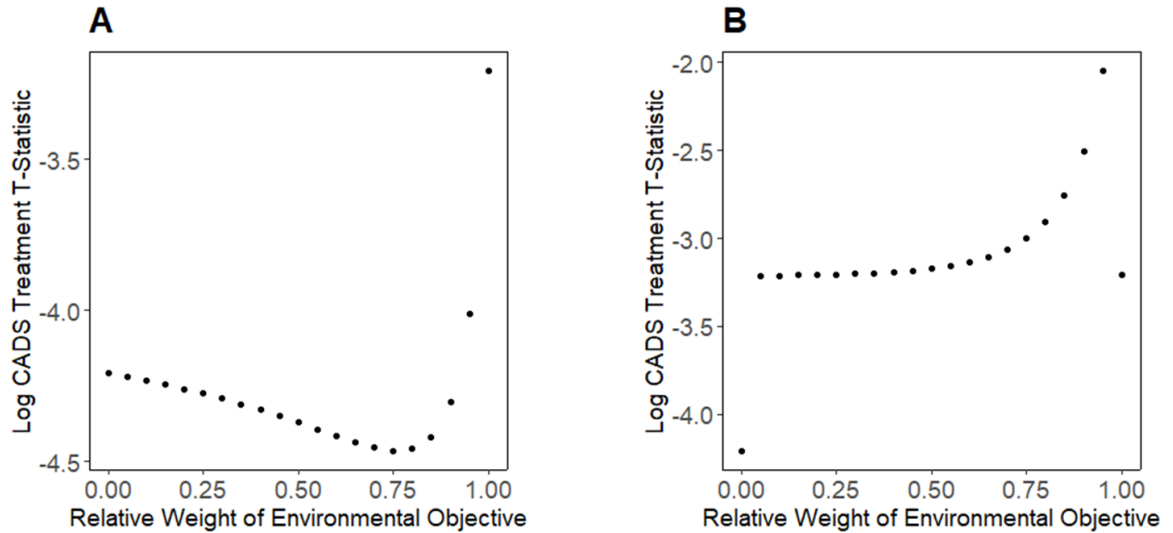 A
Log CADS Treatment T-Statistic
-3.5
-4.0
-4.5
0.00 0.25 0.50 0.75 1.00
Relative Weight of Environmental Objective
B
Log CADS Treatment T-Statistic
-2.0
-2.5
-3.0
-3.5
-4.0
0.00 0.25 0.50 0.75 1.00
Relative Weight of Environmental Objective